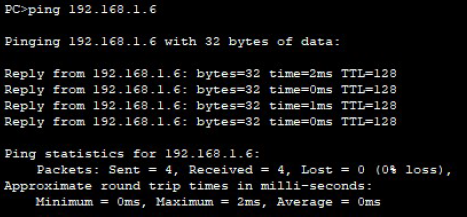 PC>ping 192.168.1.6
Pinging 192.168.1.6 with 32 bytes of data:
Reply from 192.168.1.6: bytes=32 time=2ms TTL=128
Reply from 192.168.1.6: bytes=32 time=0ms TTL=128
Reply from 192.168.1.6: bytes=32 time=1ms TTL=128
Reply from 192.168.1.6: bytes=32 time=0ms TTL=128
Ping statistics for 192.168.1.6:
Packets: Sent = 4, Received = 4, Lost = 0 (0% loss),
Approximate round trip times in milli-seconds:
Minimum = 0ms, Maximum = 2ms, Average = 0ms